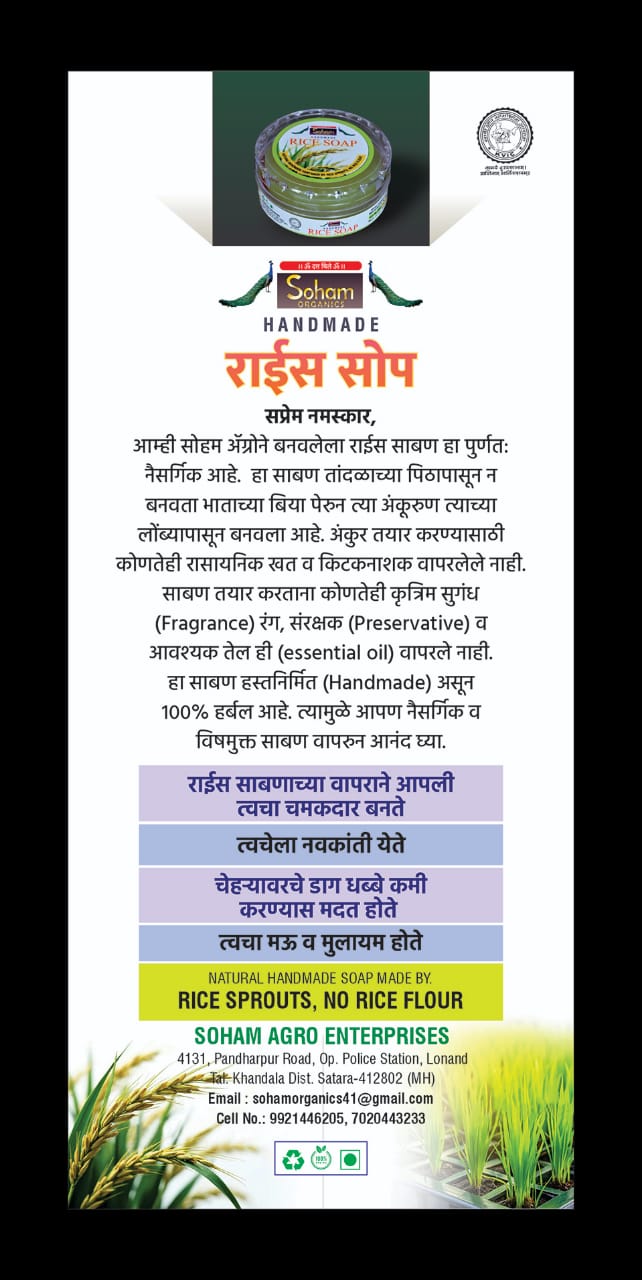 Soham
HANDMADE
RICE SOAP
RICE SOAP
K.V.I.C.
।। ॐ दत्त चिले ॐ ।।
Soham
ORGANICS
HANDMADE
राईस सोप
सप्रेम नमस्कार,
आम्ही सोहम ॲग्रोने बनवलेला राईस साबण हा पुर्णत:
नैसर्गिक आहे. हा साबण तांदळाच्या पिठापासून न
बनवता भाताच्या बिया पेरुन त्या अंकूरुण त्याच्या
लोंब्यापासून बनवला आहे. अंकुर तयार करण्यासाठी
कोणतेही रासायनिक खत व किटकनाशक वापरलेले नाही.
साबण तयार करताना कोणतेही कृत्रिम सुगंध
(Fragrance) रंग, संरक्षक (Preservative) व
आवश्यक तेल ही (essential oil) वापरले नाही.
हा साबण हस्तनिर्मित (Handmade) असून
100% हर्बल आहे. त्यामुळे आपण नैसर्गिक व
विषमुक्त साबण वापरुन आनंद घ्या.
राईस साबणाच्या वापराने आपली
त्वचा चमकदार बनते
त्वचेला नवकांती येते
चेहऱ्यावरचे डाग धब्बे कमी
करण्यास मदत होते
त्वचा मऊ व मुलायम होते
NATURAL HANDMADE SOAP MADE BY.
RICE SPROUTS, NO RICE FLOUR
SOHAM AGRO ENTERPRISES
4131, Pandharpur Road, Op. Police Station, Lonand
Tal. Khandala Dist. Satara-412802 (MH)
Email : sohamorganics41@gmail.com
Cell No.: 9921446205, 7020443233
100%